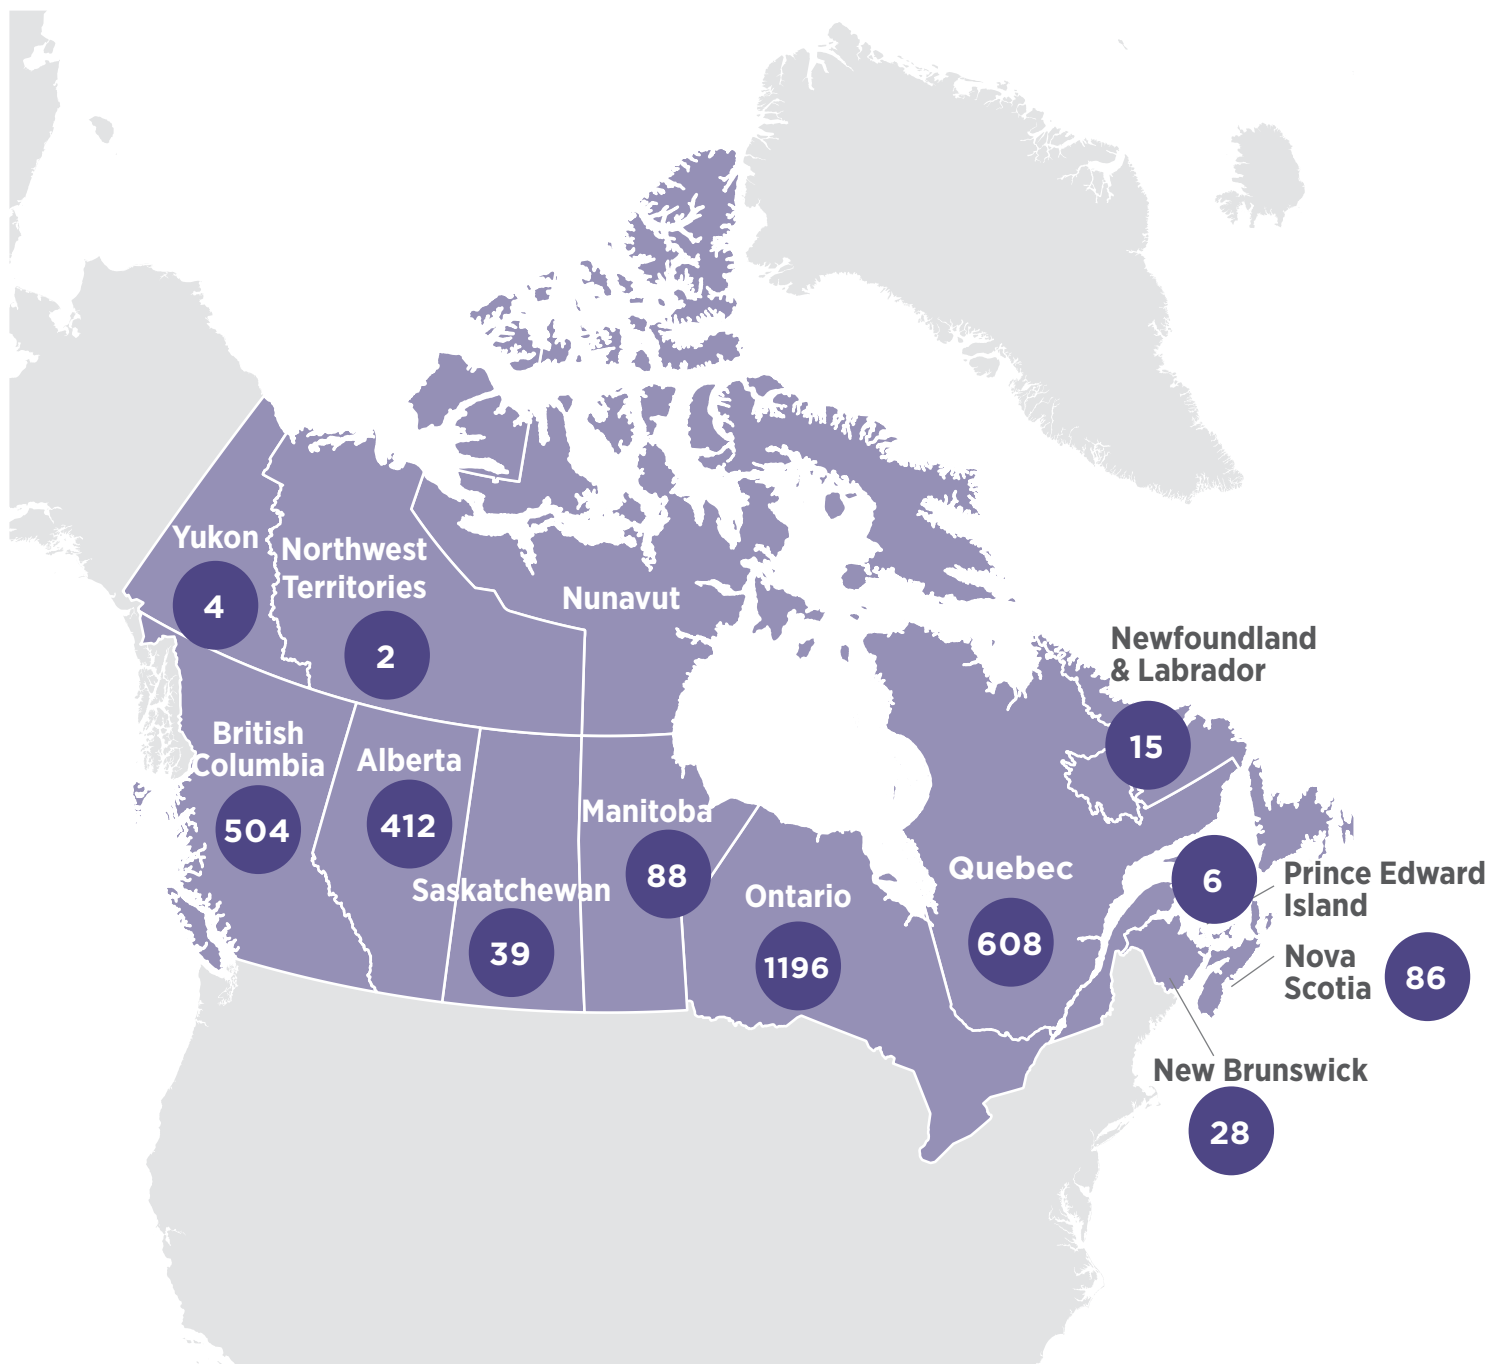 Yukon
4
Northwest
Territories
2
Nunavut
Newfoundland
& Labrador
15
British
Columbia
504
Alberta
412
Saskatchewan
39
Manitoba
88
Ontario
1196
Quebec
608
6
Prince Edward
Island
Nova
Scotia
86
New Brunswick
28